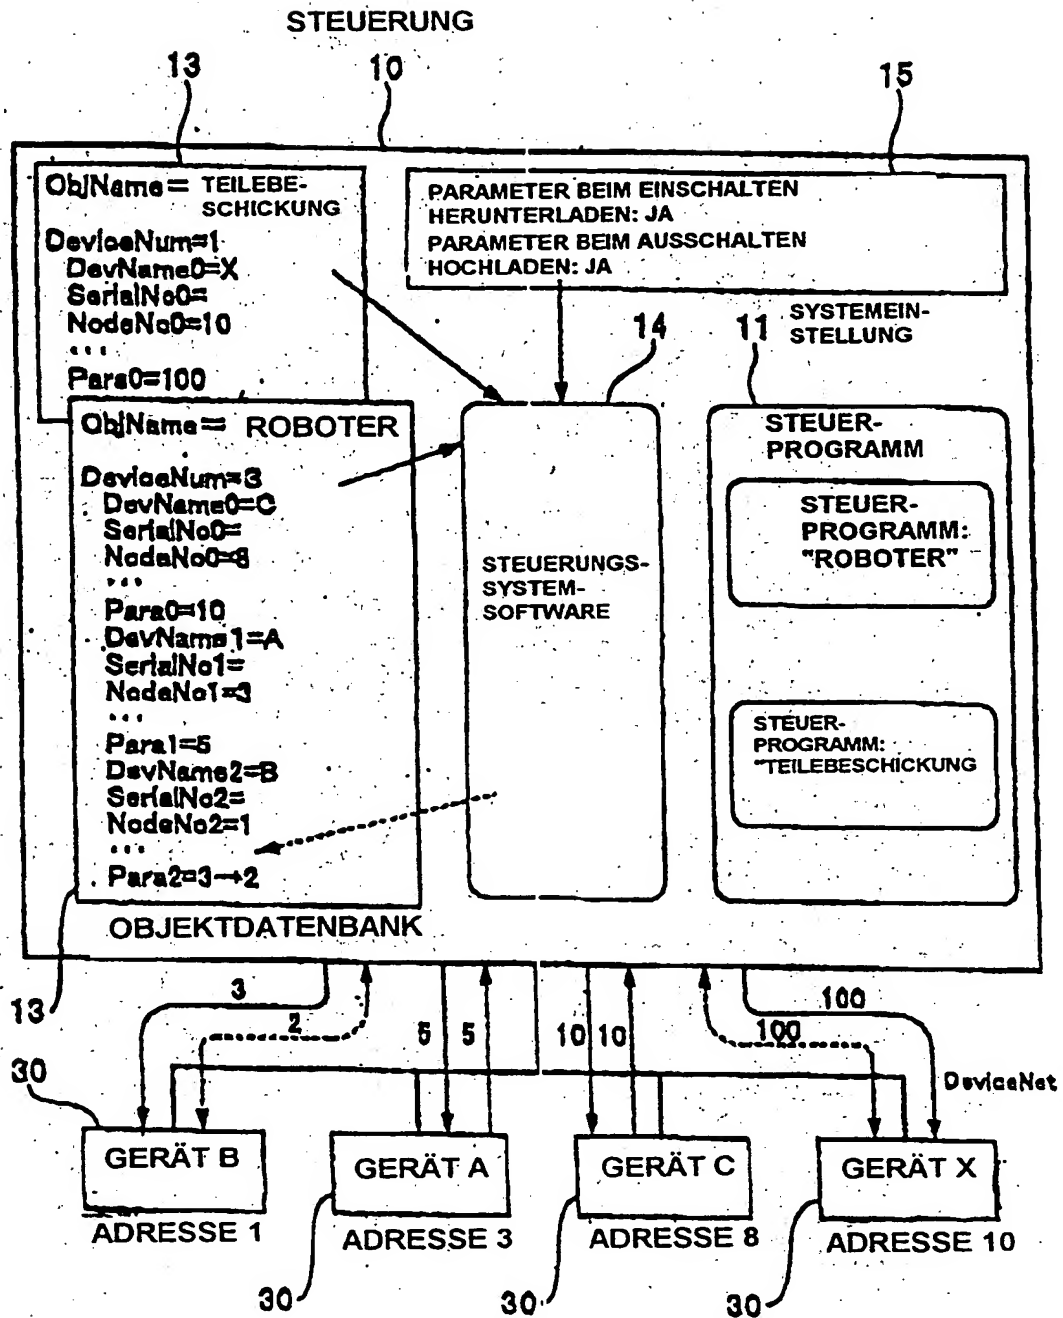 STEUERUNG
13
10
15
ObjName= TEILEBE-
SCHICKUNG
DeviceNum=1
DevName0=X
SerialNo0=
NodeNo0=10
...
Para0=100
PARAMETER BEIM EINSCHALTEN
HERUNTERLADEN: JA
PARAMETER BEIM AUSSCHALTEN
HOCHLADEN: JA
SYSTEMEIN-
STELLUNG
14
11
ObjName= ROBOTER
DeviceNum=3
DevName0=C
SerialNo0=
NodeNo0=8
...
Para0=10
DevName1=A
SerialNo1=
NodeNo1=3
...
Para1=5
DevName2=B
SerialNo2=
NodeNo2=1
...
Para2=3→2
OBJEKTDATENBANK
STEUERUNGS-
SYSTEM-
SOFTWARE
STEUER-
PROGRAMM
STEUER-
PROGRAMM:
"ROBOTER"
STEUER-
PROGRAMM:
"TEILEBESCHICKUNG
13
3
2
5
5
10
10
100
100
30
DeviceNet
GERÄT B
ADRESSE 1
GERÄT A
ADRESSE 3
GERÄT C
ADRESSE 8
GERÄT X
ADRESSE 10
30
30
30